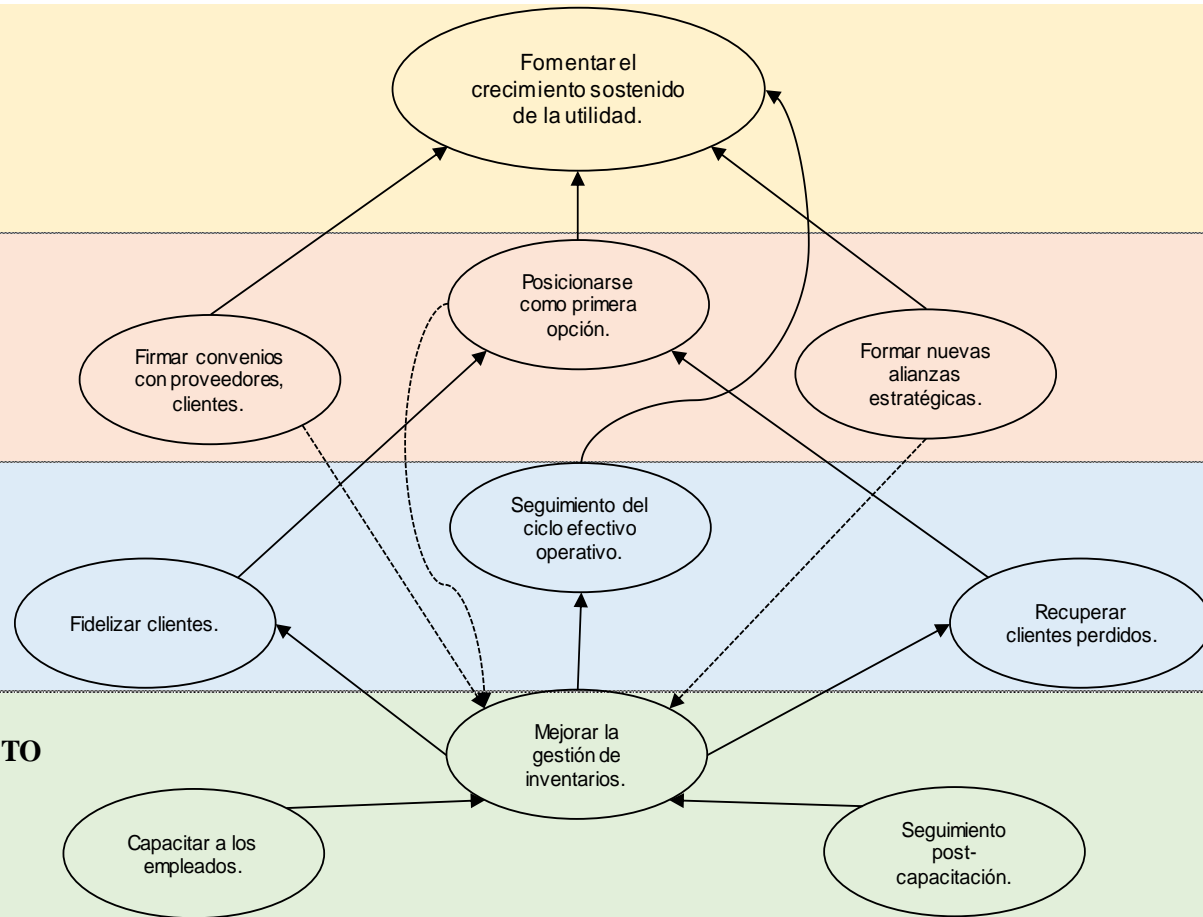 Fomentar el
crecimiento sostenido
de la utilidad.
Posicionarse
como primera
opción.
Firmar convenios
con proveedores,
clientes.
Formar nuevas
alianzas
estratégicas.
Seguimiento del
ciclo efectivo
operativo.
Fidelizar clientes.
Recuperar
clientes perdidos.
Mejorar la
gestión de
inventarios.
TO
Capacitar a los
empleados.
Seguimiento
post-
capacitación.